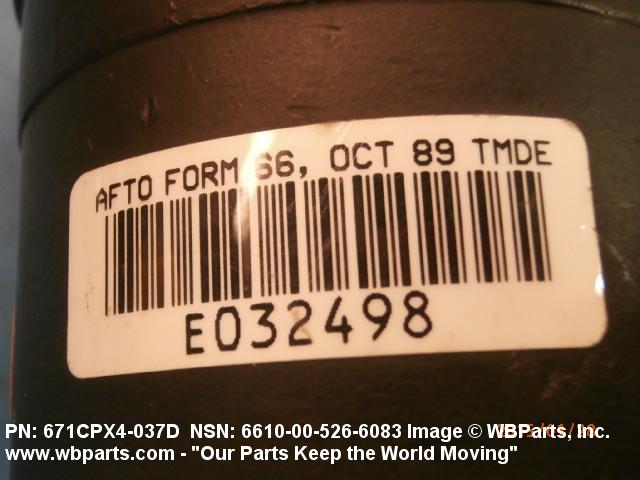 AFTO FORM 66, OCT 89 TMDE
E032498
PN: 671CPX4-037D NSN: 6610-00-526-6083 Image © WBParts, Inc.
www.wbparts.com - "Our Parts Keep the World Moving"